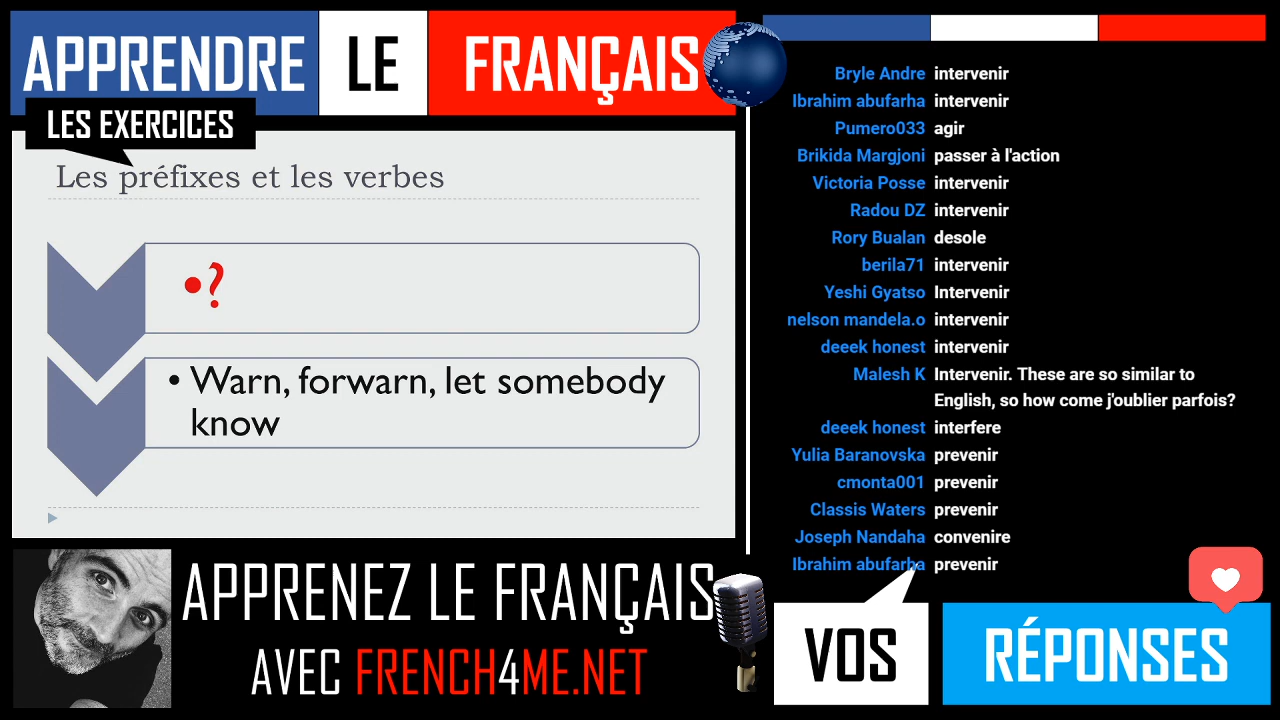 APPRENDRE LE FRANÇAIS
LES EXERCICES
Les préfixes et les verbes
•?
• Warn, forwarn, let somebody
know
APPRENEZ LE FRANÇAIS
AVEC FRENCH4ME.NET
Bryle Andre intervenir
Ibrahim abufarha intervenir
Pumero033 agir
Brikida Margjoni passer à l'action
Victoria Posse intervenir
Radou DZ intervenir
Rory Bualan desole
berila71 intervenir
Yeshi Gyatso Intervenir
nelson mandela.o intervenir
deeek honest intervenir
Malesh K Intervenir. These are so similar to
English, so how come j'oublier parfois?
deeek honest interfere
Yulia Baranovska prevenir
cmonta001 prevenir
Classis Waters prevenir
Joseph Nandaha convenire
Ibrahim abufarha prevenir
VOS RÉPONSES